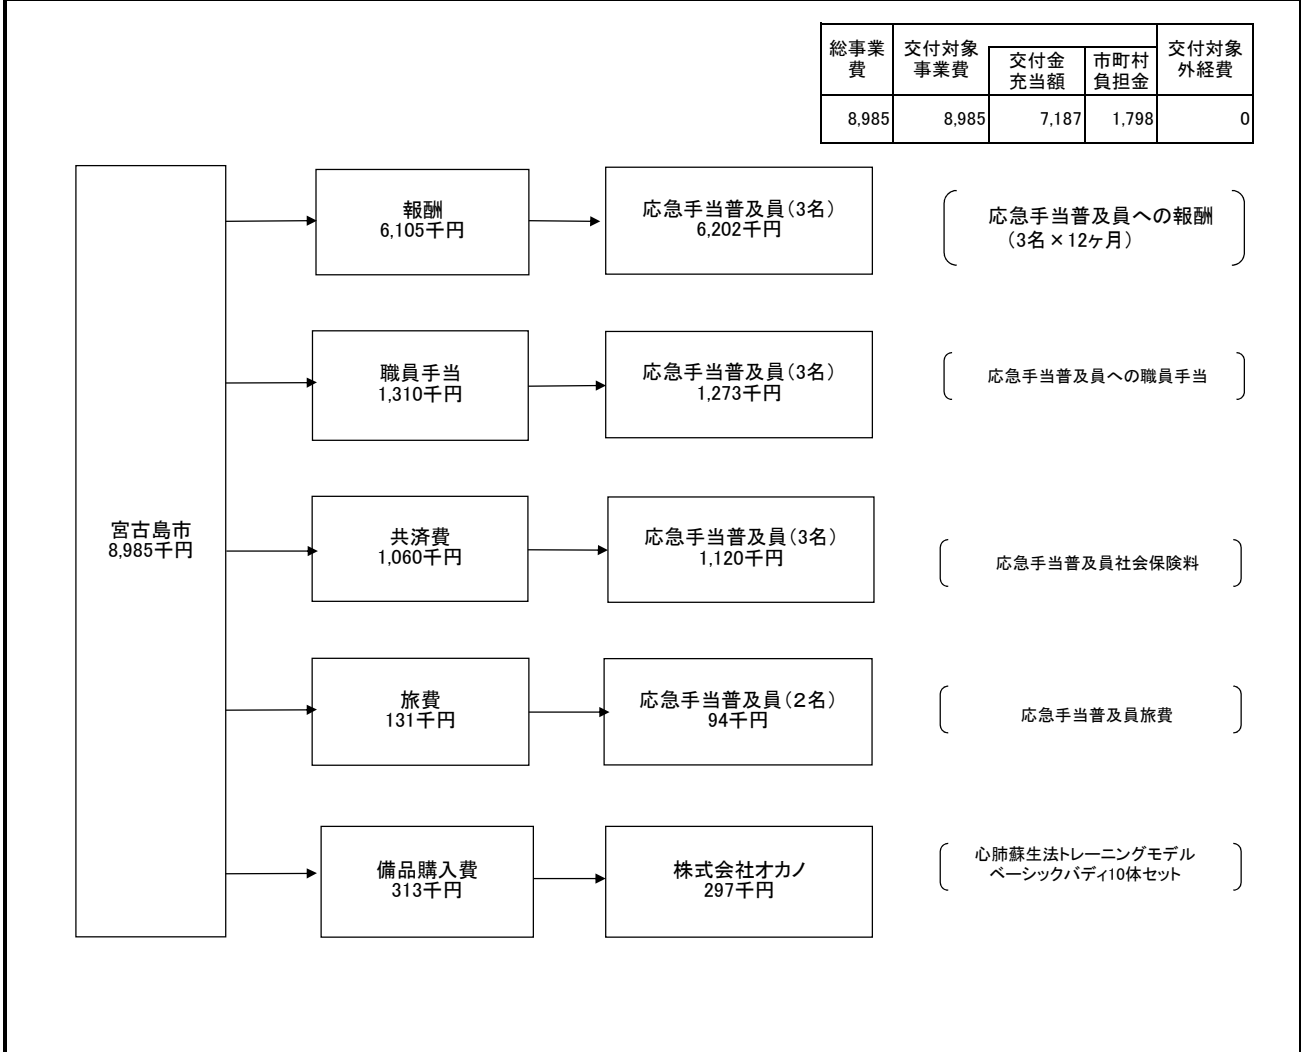 総事業
費
交付対象
事業費
交付金
充当額
市町村
負担金
交付対象
外経費
8,985
8,985
7,187
1,798
0
宮古島市
8,985千円
報酬
6,105千円
応急手当普及員(3名)
6,202千円
応急手当普及員への報酬
(3名×12ヶ月)
職員手当
1,310千円
応急手当普及員(3名)
1,273千円
応急手当普及員への職員手当
共済費
1,060千円
応急手当普及員(3名)
1,120千円
応急手当普及員社会保険料
旅費
131千円
応急手当普及員(2名)
94千円
応急手当普及員旅費
備品購入費
313千円
株式会社オカノ
297千円
心肺蘇生法トレーニングモデル
ベーシックバディ10体セット